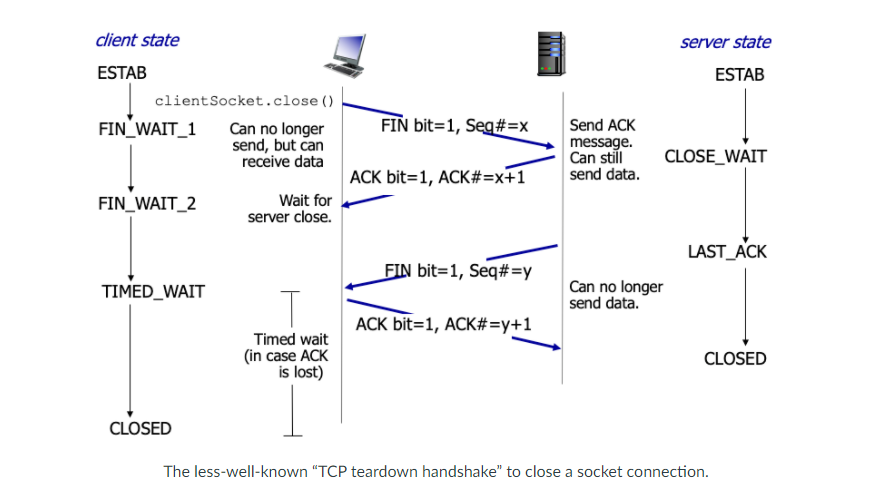 client state
server state
ESTAB
ESTAB
clientSocket.close()
FIN_WAIT_1
Can no longer
send, but can
receive data
FIN bit=1, Seq#=x
Send ACK
message.
Can still
send data.
CLOSE_WAIT
ACK bit=1, ACK#=x+1
FIN_WAIT_2
Wait for
server close.
LAST_ACK
FIN bit=1, Seq#=y
Can no longer
send data.
TIMED_WAIT
ACK bit=1, ACK#=y+1
Timed wait
(in case ACK
is lost)
CLOSED
CLOSED
The less-well-known “TCP teardown handshake” to close a socket connection.